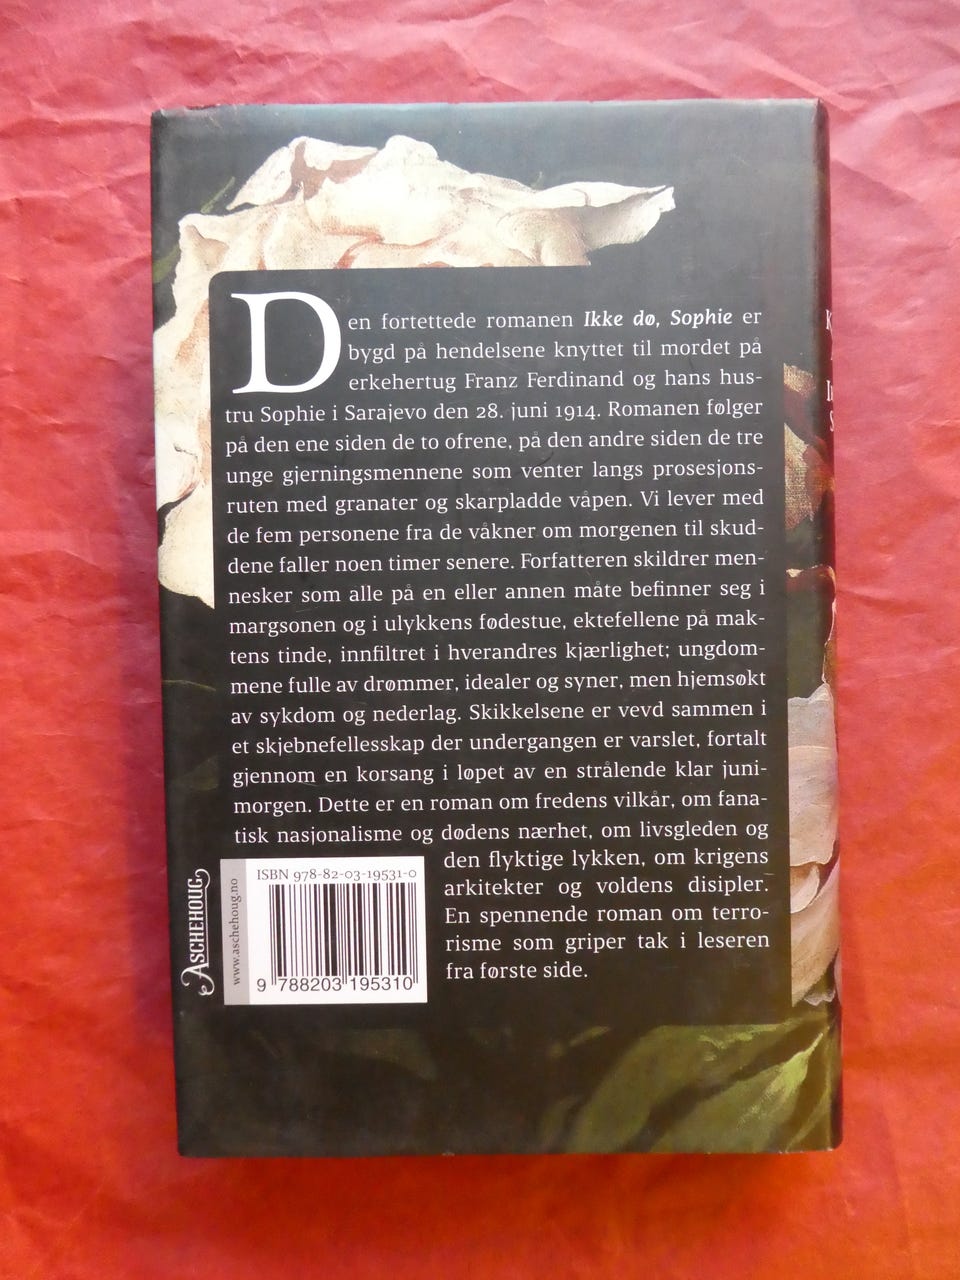 Den fortettede romanen Ikke dø, Sophie er
bygd på hendelsene knyttet til mordet på
erkehertug Franz Ferdinand og hans hus-
tru Sophie i Sarajevo den 28. juni 1914. Romanen følger
på den ene siden de to ofrene, på den andre siden de tre
unge gjerningsmennene som venter langs prosesjons-
ruten med granater og skarpladde våpen. Vi lever med
de fem personene fra de våkner om morgenen til skud-
dene faller noen timer senere. Forfatteren skildrer men-
nesker som alle på en eller annen måte befinner seg i
margsonen og i ulykkens fødestue, ektefellene på mak-
tens tinde, innfiltret i hverandres kjærlighet; ungdom-
mene fulle av drømmer, idealer og syner, men hjemsøkt
av sykdom og nederlag. Skikkelsene er vevd sammen i
et skjebnefellesskap der undergangen er varslet, fortalt
gjennom en korsang i løpet av en strålende klar juni-
morgen. Dette er en roman om fredens vilkår, om fana-
tisk nasjonalisme og dødens nærhet, om livsgleden og
den flyktige lykken, om krigens
arkitekter og voldens disipler.
En spennende roman om terro-
risme som griper tak i leseren
fra første side.
ASCHEHOUG
www.aschehoug.no
ISBN 978-82-03-19531-0
9 788203 195310